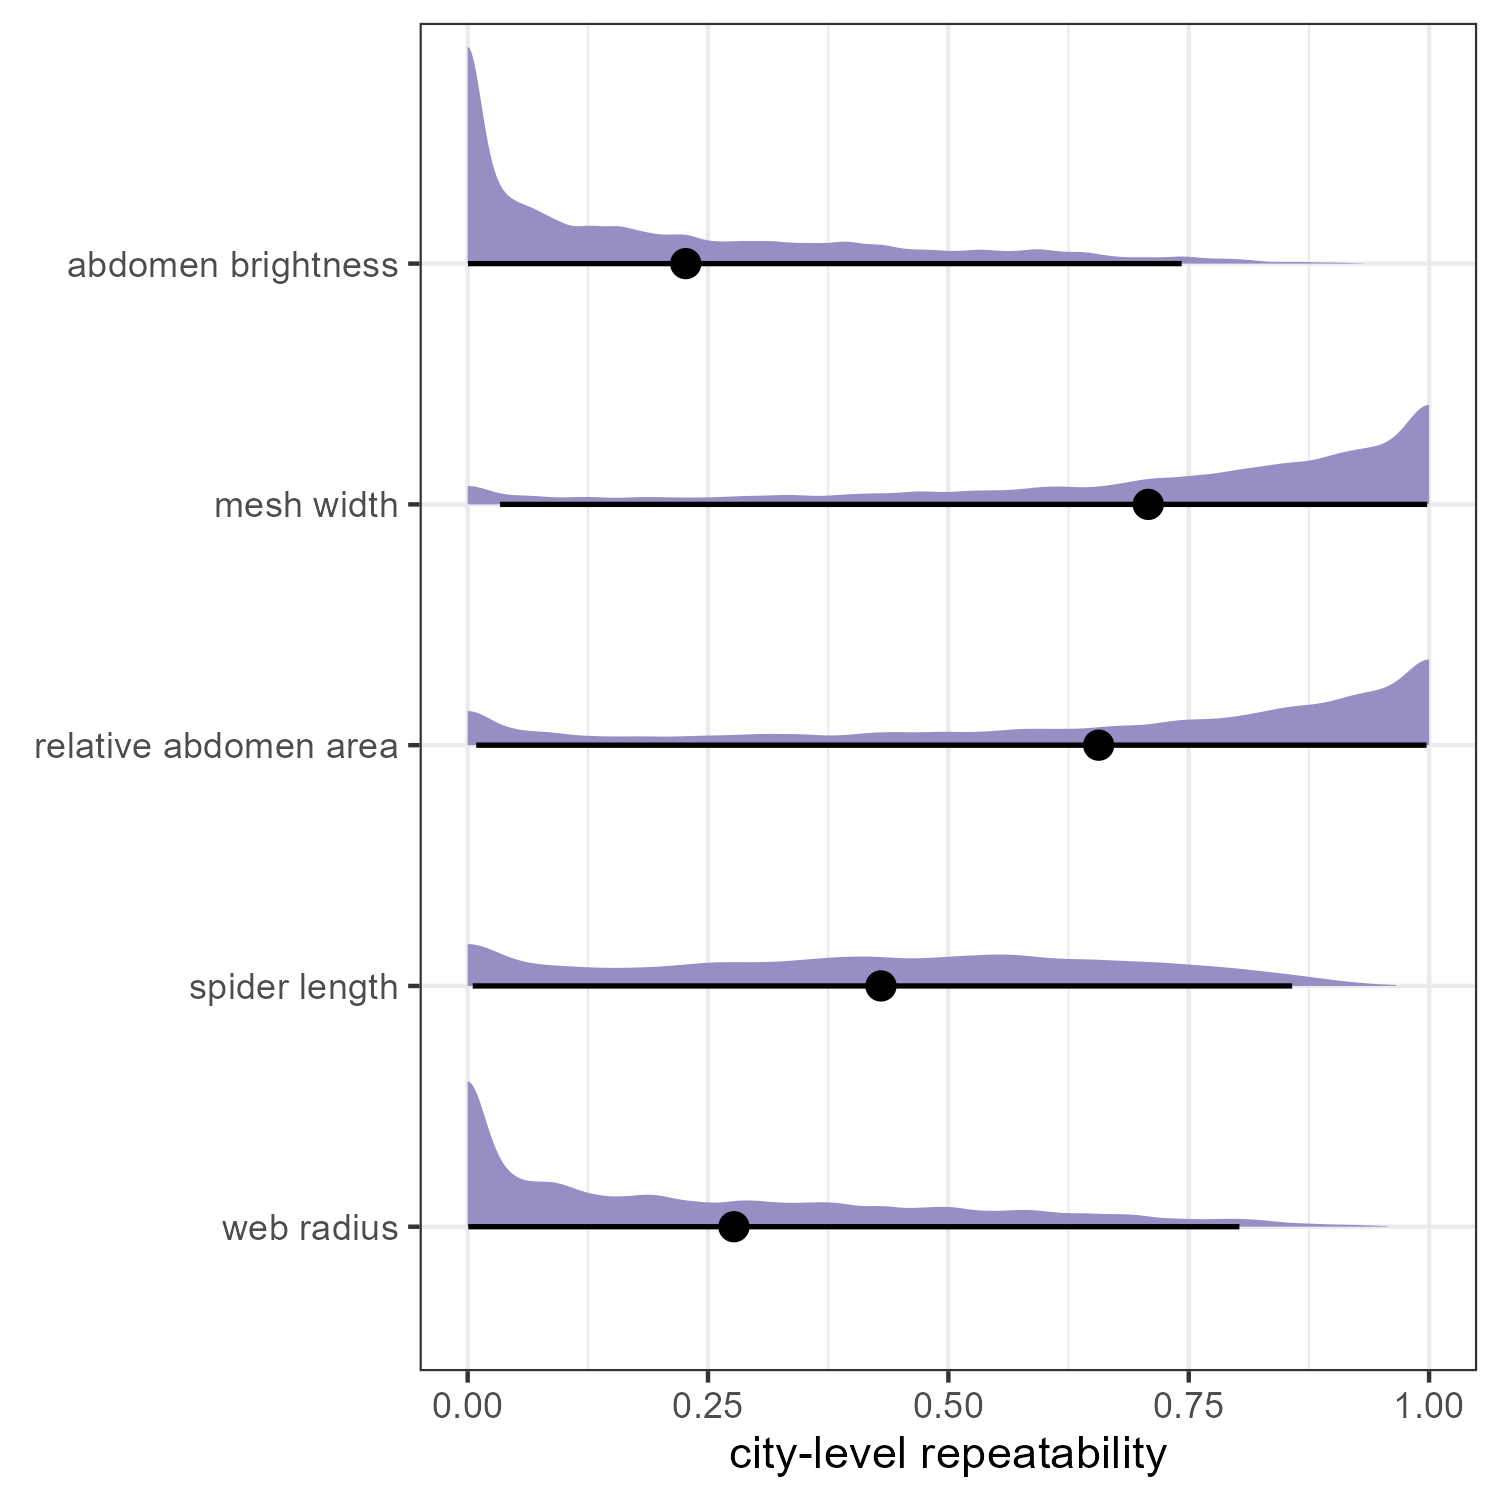 abdomen brightness
mesh width
relative abdomen area
spider length
web radius
0.00 0.25 0.50 0.75 1.00
city-level repeatability